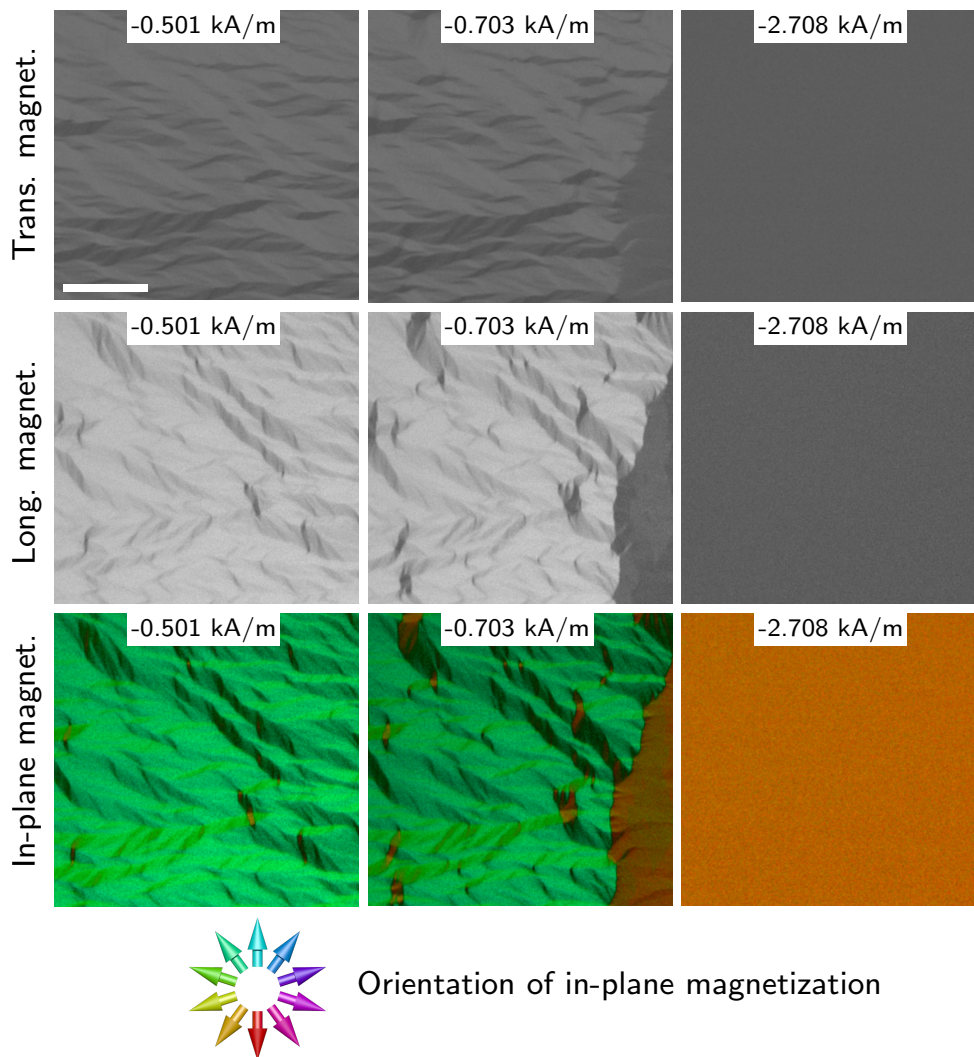 Trans. magnet.
-0.501 kA/m
-0.703 kA/m
-2.708 kA/m
Long. magnet.
-0.501 kA/m
-0.703 kA/m
-2.708 kA/m
In-plane magnet.
-0.501 kA/m
-0.703 kA/m
-2.708 kA/m
Orientation of in-plane magnetization